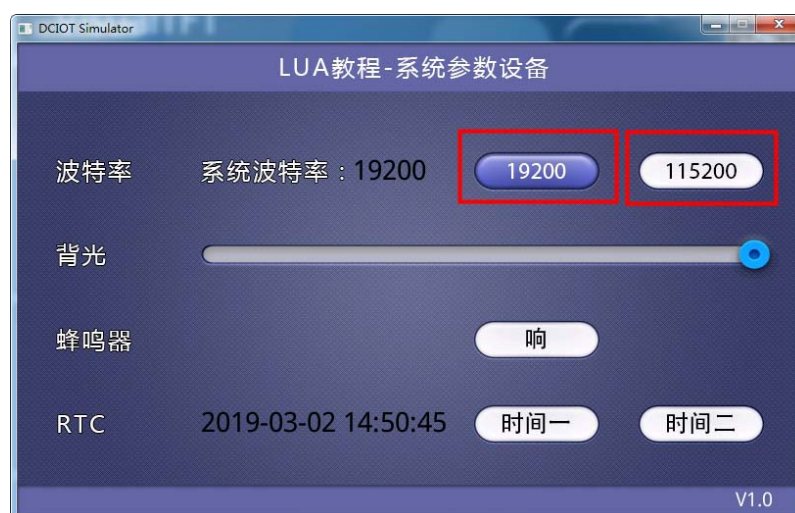 DCIOT Simulator
LUA教程-系统参数设备
波特率 系统波特率：19200 19200 115200
背光
蜂鸣器 响
RTC 2019-03-02 14:50:45 时间一 时间二
V1.0